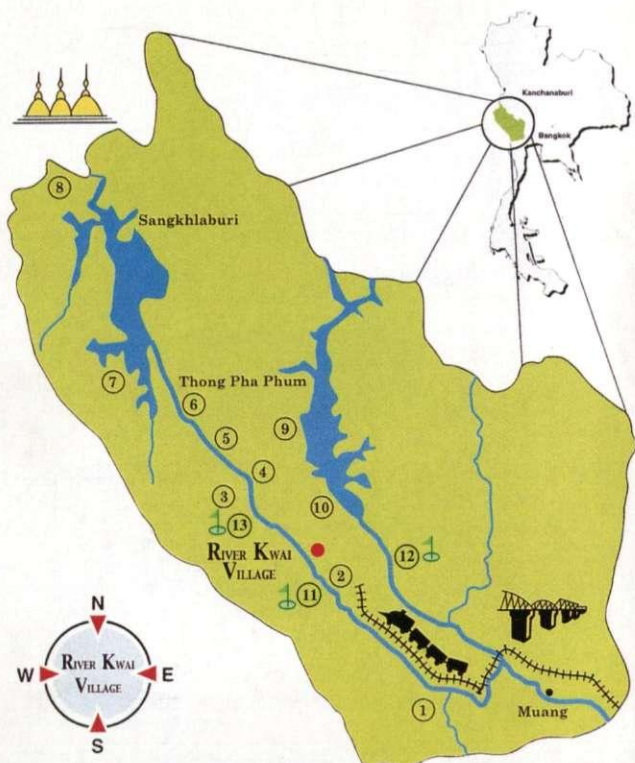 Kanchanaburi
Bangkok
8
Sangkhlaburi
7
Thong Pha Phum
6
9
5
4
3
10
13
RIVER KWAI
VILLAGE
12
2
11
N
W
RIVER KWAI
VILLAGE
E
S
1
Muang